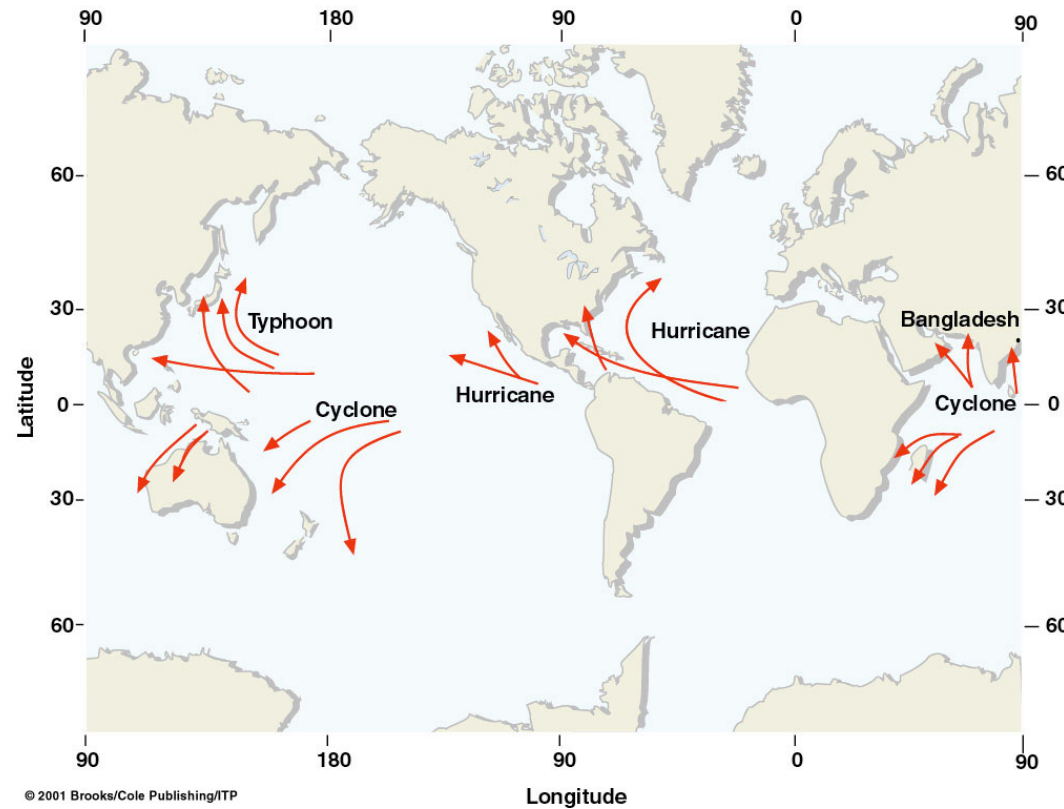 90 180 90 0 90
60 60
30 30
Typhoon Hurricane Bangladesh
Hurricane
0 Cyclone Cyclone 0
30 30
60 60
Latitude
90 180 90 0 90
Longitude
© 2001 Brooks/Cole Publishing/ITP